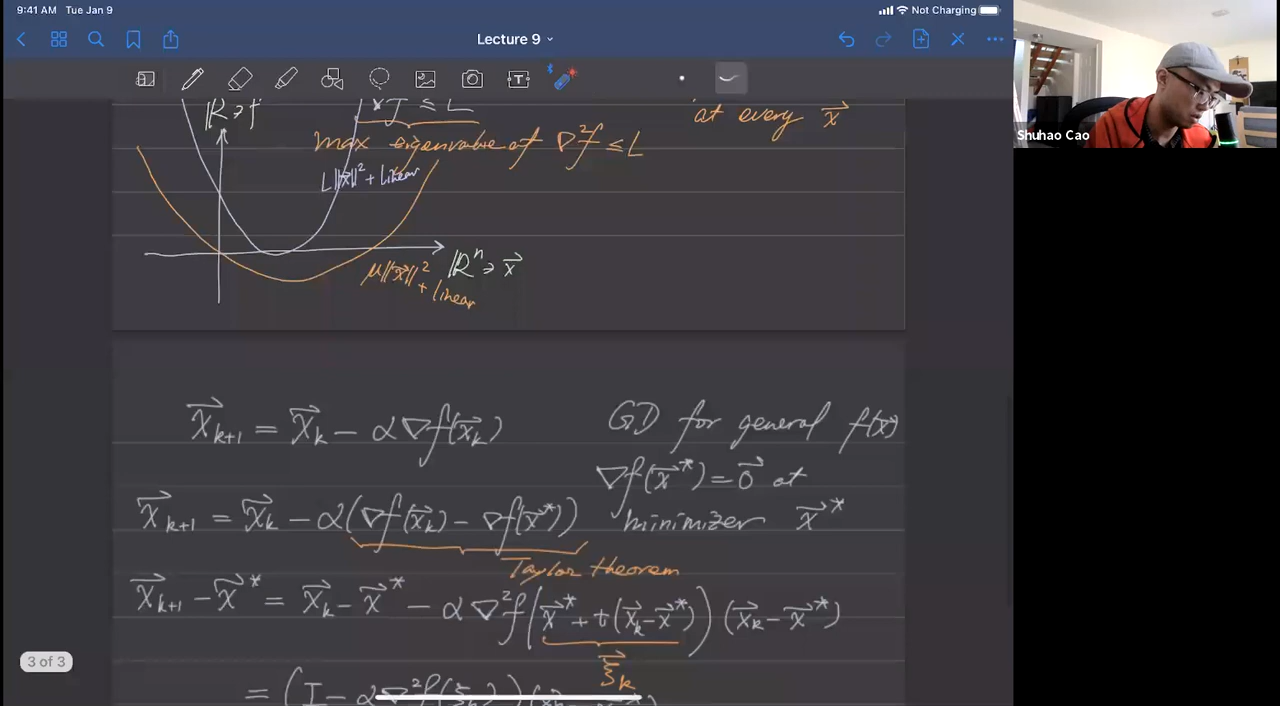 9:41 AM Tue Jan 9
Not Charging
Lecture 9
Shuhao Cao
ℝ ∋ f
≤ L
at every x⃗
max eigenvalue of ∇²f ≤ L
L‖x⃗‖² + linear
ℝⁿ ∋ x⃗
μ‖x⃗‖² + linear
x⃗ₖ₊₁ = x⃗ₖ − α∇f(x⃗ₖ)
GD for general f(x⃗)
∇f(x⃗*) = 0⃗ at
minimizer x⃗*
x⃗ₖ₊₁ = x⃗ₖ − α(∇f(x⃗ₖ) − ∇f(x⃗*))
Taylor theorem
x⃗ₖ₊₁ − x⃗* = x⃗ₖ − x⃗* − α∇²f(x⃗* + t(x⃗ₖ − x⃗*))(x⃗ₖ − x⃗*)
ξ⃗ₖ
= (I − α∇²f(ξ⃗ₖ))
3 of 3